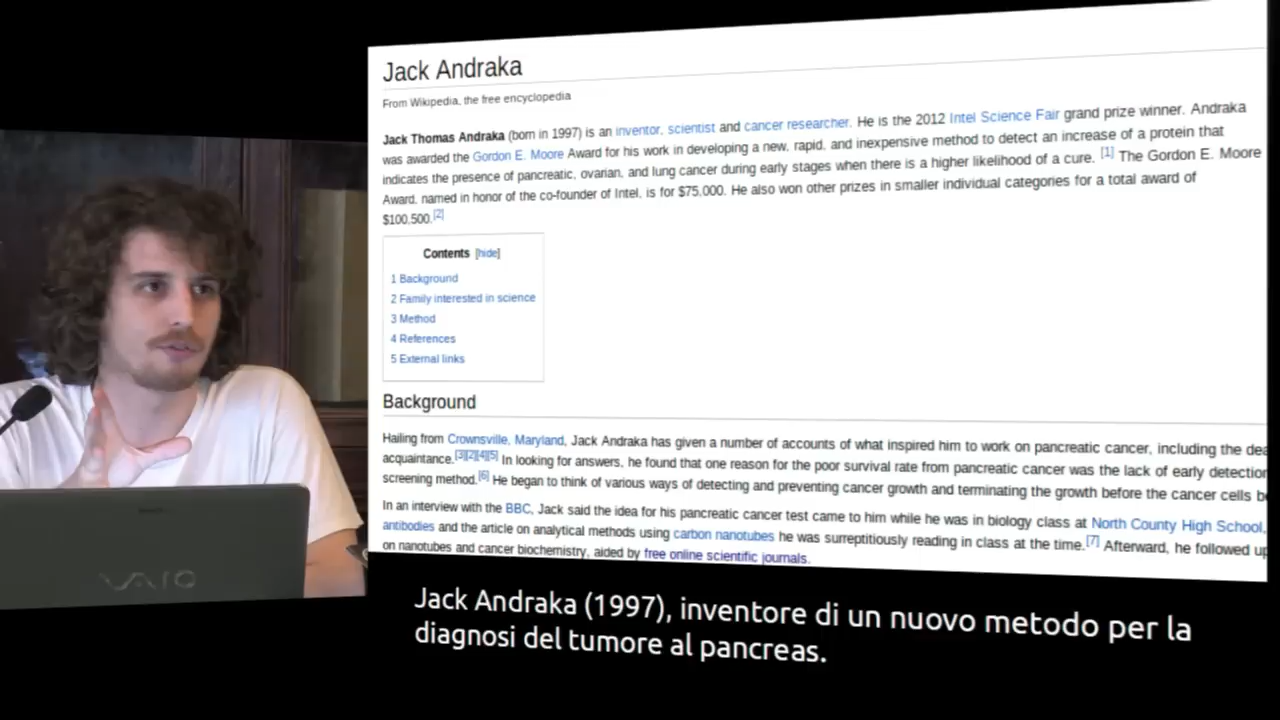 Jack Andraka
From Wikipedia, the free encyclopedia
Jack Thomas Andraka (born in 1997) is an inventor, scientist and cancer researcher. He is the 2012 Intel Science Fair grand prize winner. Andraka
was awarded the Gordon E. Moore Award for his work in developing a new, rapid, and inexpensive method to detect an increase of a protein that
indicates the presence of pancreatic, ovarian, and lung cancer during early stages when there is a higher likelihood of a cure. [1] The Gordon E. Moore
Award, named in honor of the co-founder of Intel, is for $75,000. He also won other prizes in smaller individual categories for a total award of
$100,500.[2]
Contents [hide]
1 Background
2 Family interested in science
3 Method
4 References
5 External links
Background
Hailing from Crownsville, Maryland, Jack Andraka has given a number of accounts of what inspired him to work on pancreatic cancer, including the dea
acquaintance.[3][2][4][5] In looking for answers, he found that one reason for the poor survival rate from pancreatic cancer was the lack of early detection
screening method.[6] He began to think of various ways of detecting and preventing cancer growth and terminating the growth before the cancer cells be
In an interview with the BBC, Jack said the idea for his pancreatic cancer test came to him while he was in biology class at North County High School,
antibodies and the article on analytical methods using carbon nanotubes he was surreptitiously reading in class at the time.[7] Afterward, he followed up
on nanotubes and cancer biochemistry, aided by free online scientific journals.
VAIO
Jack Andraka (1997), inventore di un nuovo metodo per la
diagnosi del tumore al pancreas.